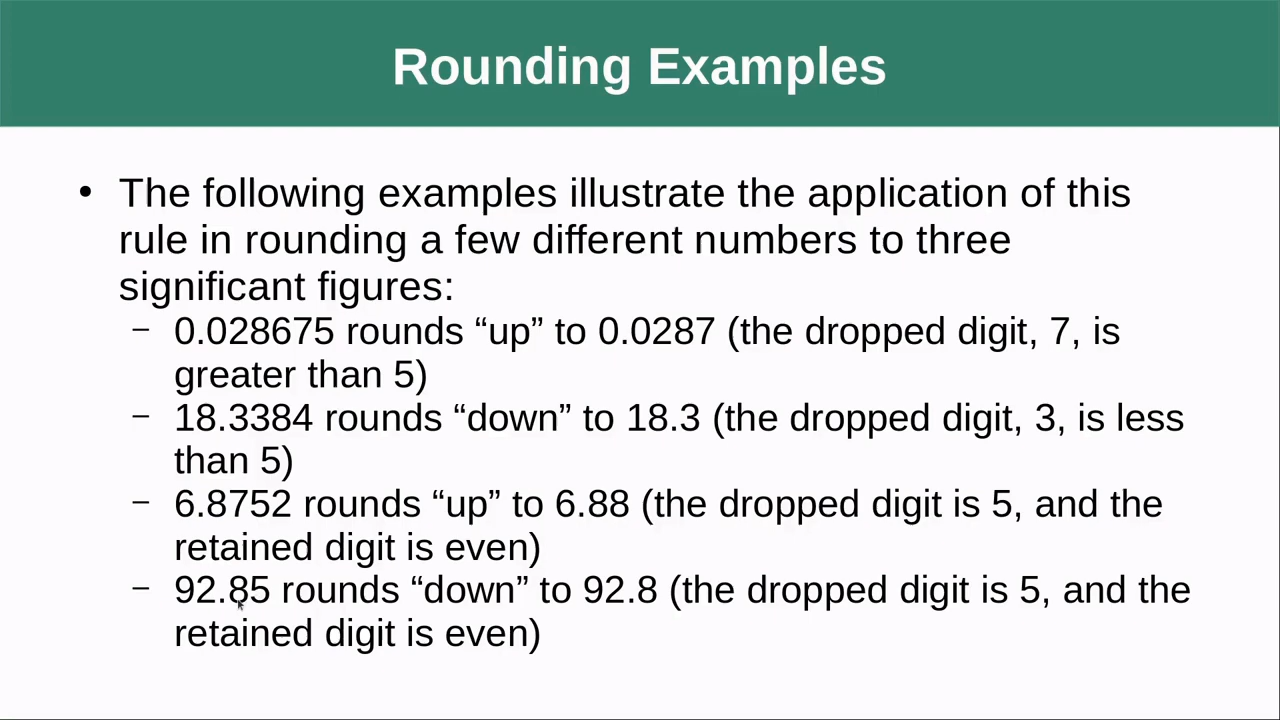 Rounding Examples
• The following examples illustrate the application of this
rule in rounding a few different numbers to three
significant figures:
– 0.028675 rounds “up” to 0.0287 (the dropped digit, 7, is
greater than 5)
– 18.3384 rounds “down” to 18.3 (the dropped digit, 3, is less
than 5)
– 6.8752 rounds “up” to 6.88 (the dropped digit is 5, and the
retained digit is even)
– 92.85 rounds “down” to 92.8 (the dropped digit is 5, and the
retained digit is even)